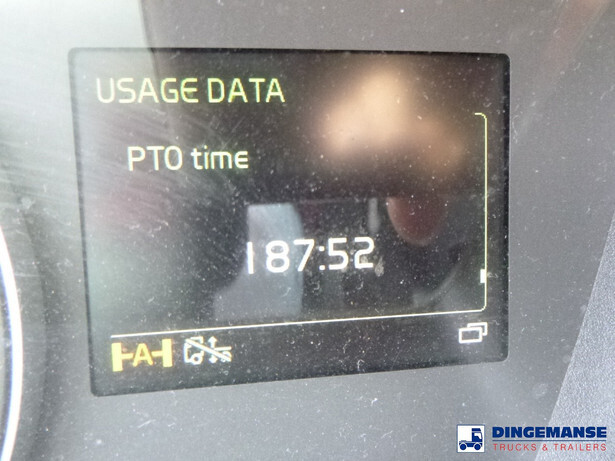 USAGE DATA
PTO time
187:52
A
DINGEMANSE
TRUCKS & TRAILERS